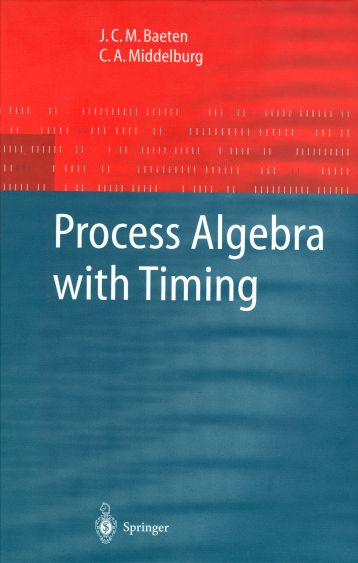 J. C. M. Baeten
C. A. Middelburg
Process Algebra
with Timing
Springer